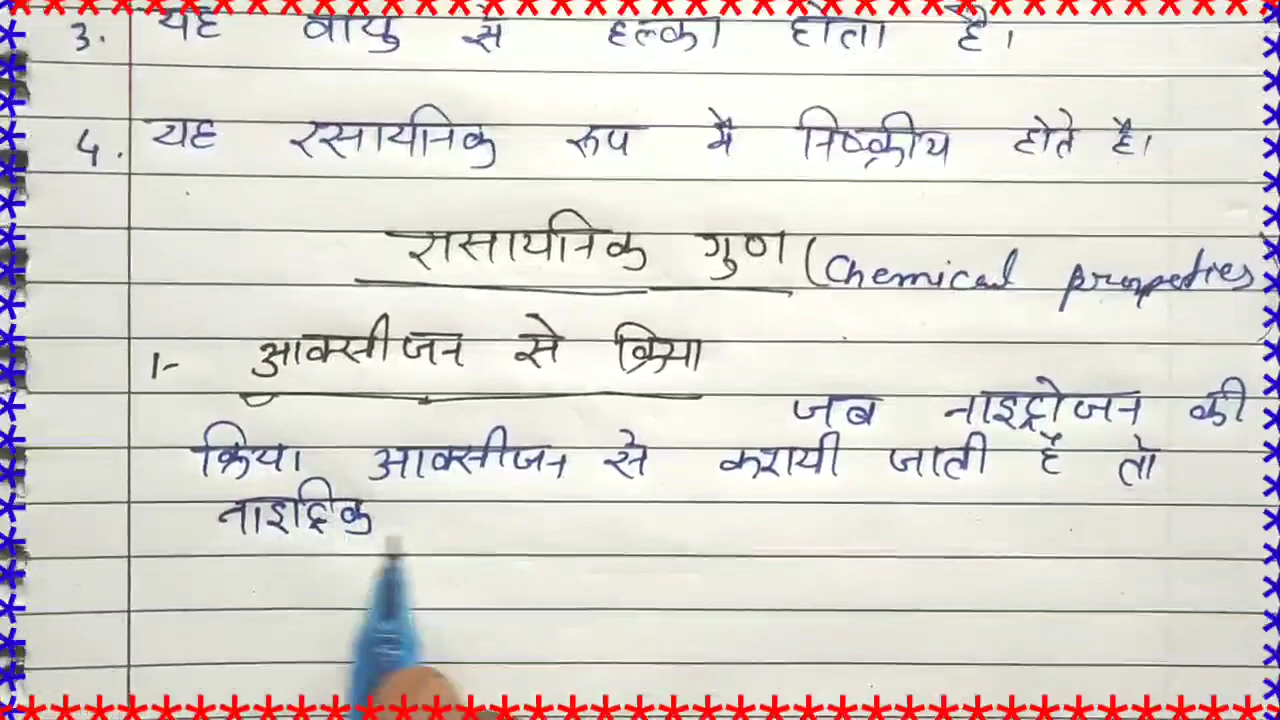 3. यह वायु से हल्का होता है।
4. यह रसायनिक रूप में निष्क्रीय होते है।
रासायनिक गुण (Chemical properties
1- आक्सीजन से क्रिया
जब नाइट्रोजन की
क्रिया आक्सीजन से करायी जाती है तो
नाइट्रिक